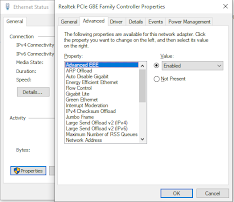 Ethernet Status
General
Connection
IPv4 Connectivity
IPv6 Connectivity
Media State:
Duration:
Speed:
Details...
Activity
Bytes:
Properties
Realtek PCIe GBE Family Controller Properties
General Advanced Driver Details Events Power Management
The following properties are available for this network adapter. Click
the property you want to change on the left, and then select its value
on the right.
Property:
Value:
Advanced EEE
ARP Offload
Auto Disable Gigabit
Energy Efficient Ethernet
Flow Control
Gigabit Lite
Green Ethernet
Interrupt Moderation
IPv4 Checksum Offload
Jumbo Frame
Large Send Offload v2 (IPv4)
Large Send Offload v2 (IPv6)
Maximum Number of RSS Queues
Network Address
Enabled
Not Present
OK
Cancel